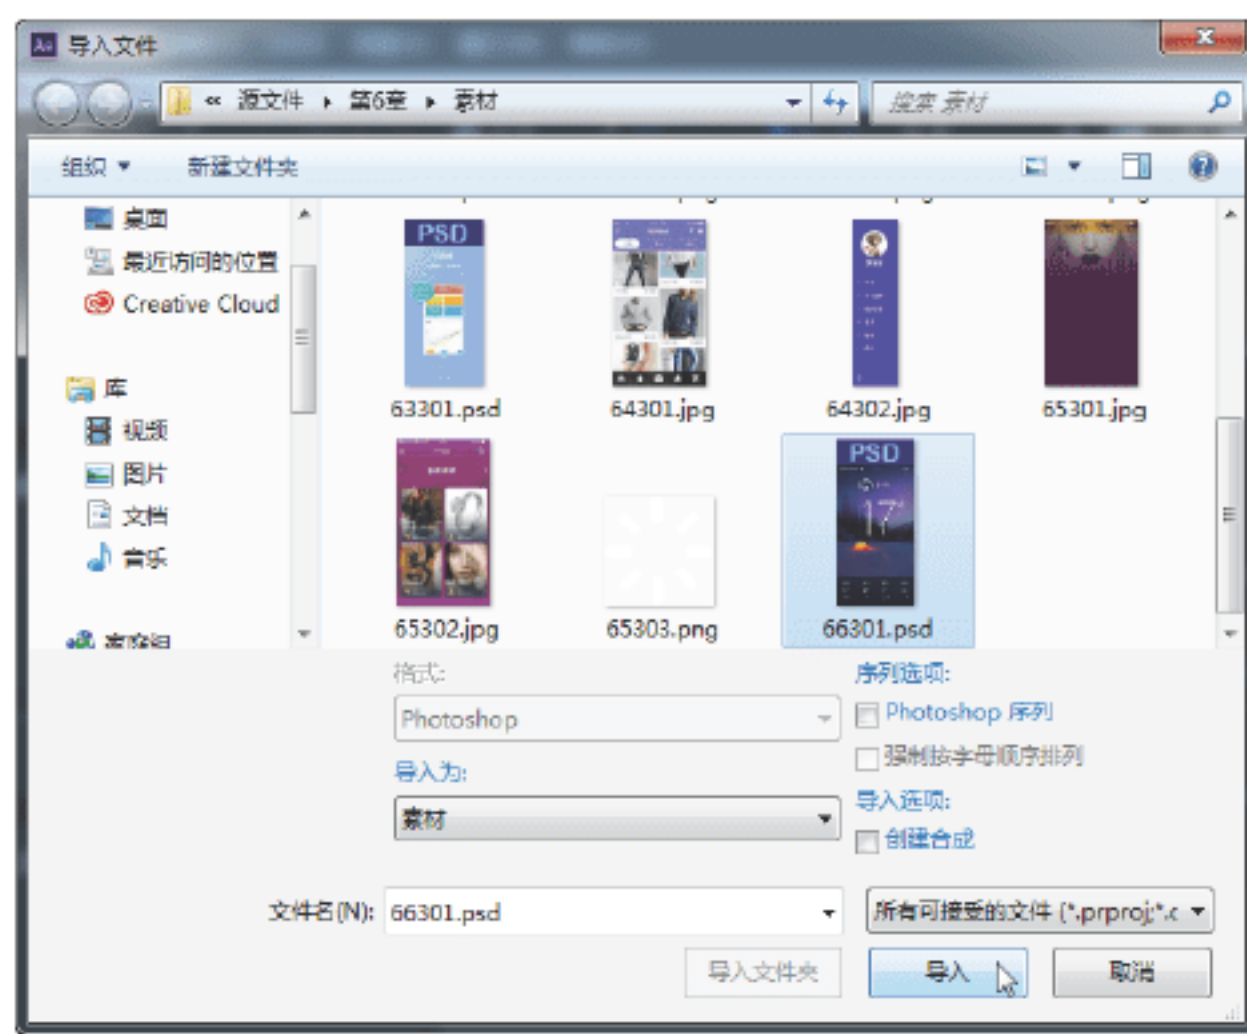 Ae 导入文件
« 源文件 ▸ 第6章 ▸ 素材
搜索 素材
组织 新建文件夹
桌面
最近访问的位置
Creative Cloud
库
视频
图片
文档
音乐
家庭组
PSD
63301.psd 64301.jpg 64302.jpg 65301.jpg
PSD
17
65302.jpg 65303.png 66301.psd
格式:
Photoshop
导入为:
素材
序列选项:
Photoshop 序列
强制按字母顺序排列
导入选项:
创建合成
文件名(N): 66301.psd 所有可接受的文件 (*.prproj;*.c
导入文件夹 导入 取消